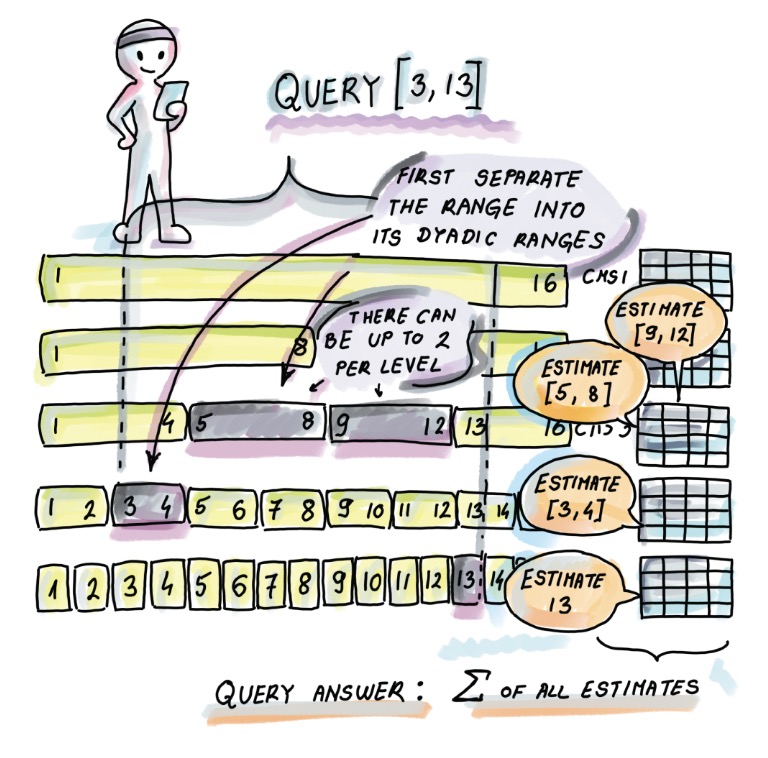 QUERY [3, 13]
FIRST SEPARATE
THE RANGE INTO
ITS DYADIC RANGES
1 16 CMS1
ESTIMATE
[9, 12]
THERE CAN
BE UP TO 2
PER LEVEL
1 8
ESTIMATE
[5, 8]
1 4 5 8 9 12 13 16
ESTIMATE
[3, 4]
1 2 3 4 5 6 7 8 9 10 11 12 13 14
ESTIMATE
13
1 2 3 4 5 6 7 8 9 10 11 12 13 14
QUERY ANSWER: Σ OF ALL ESTIMATES